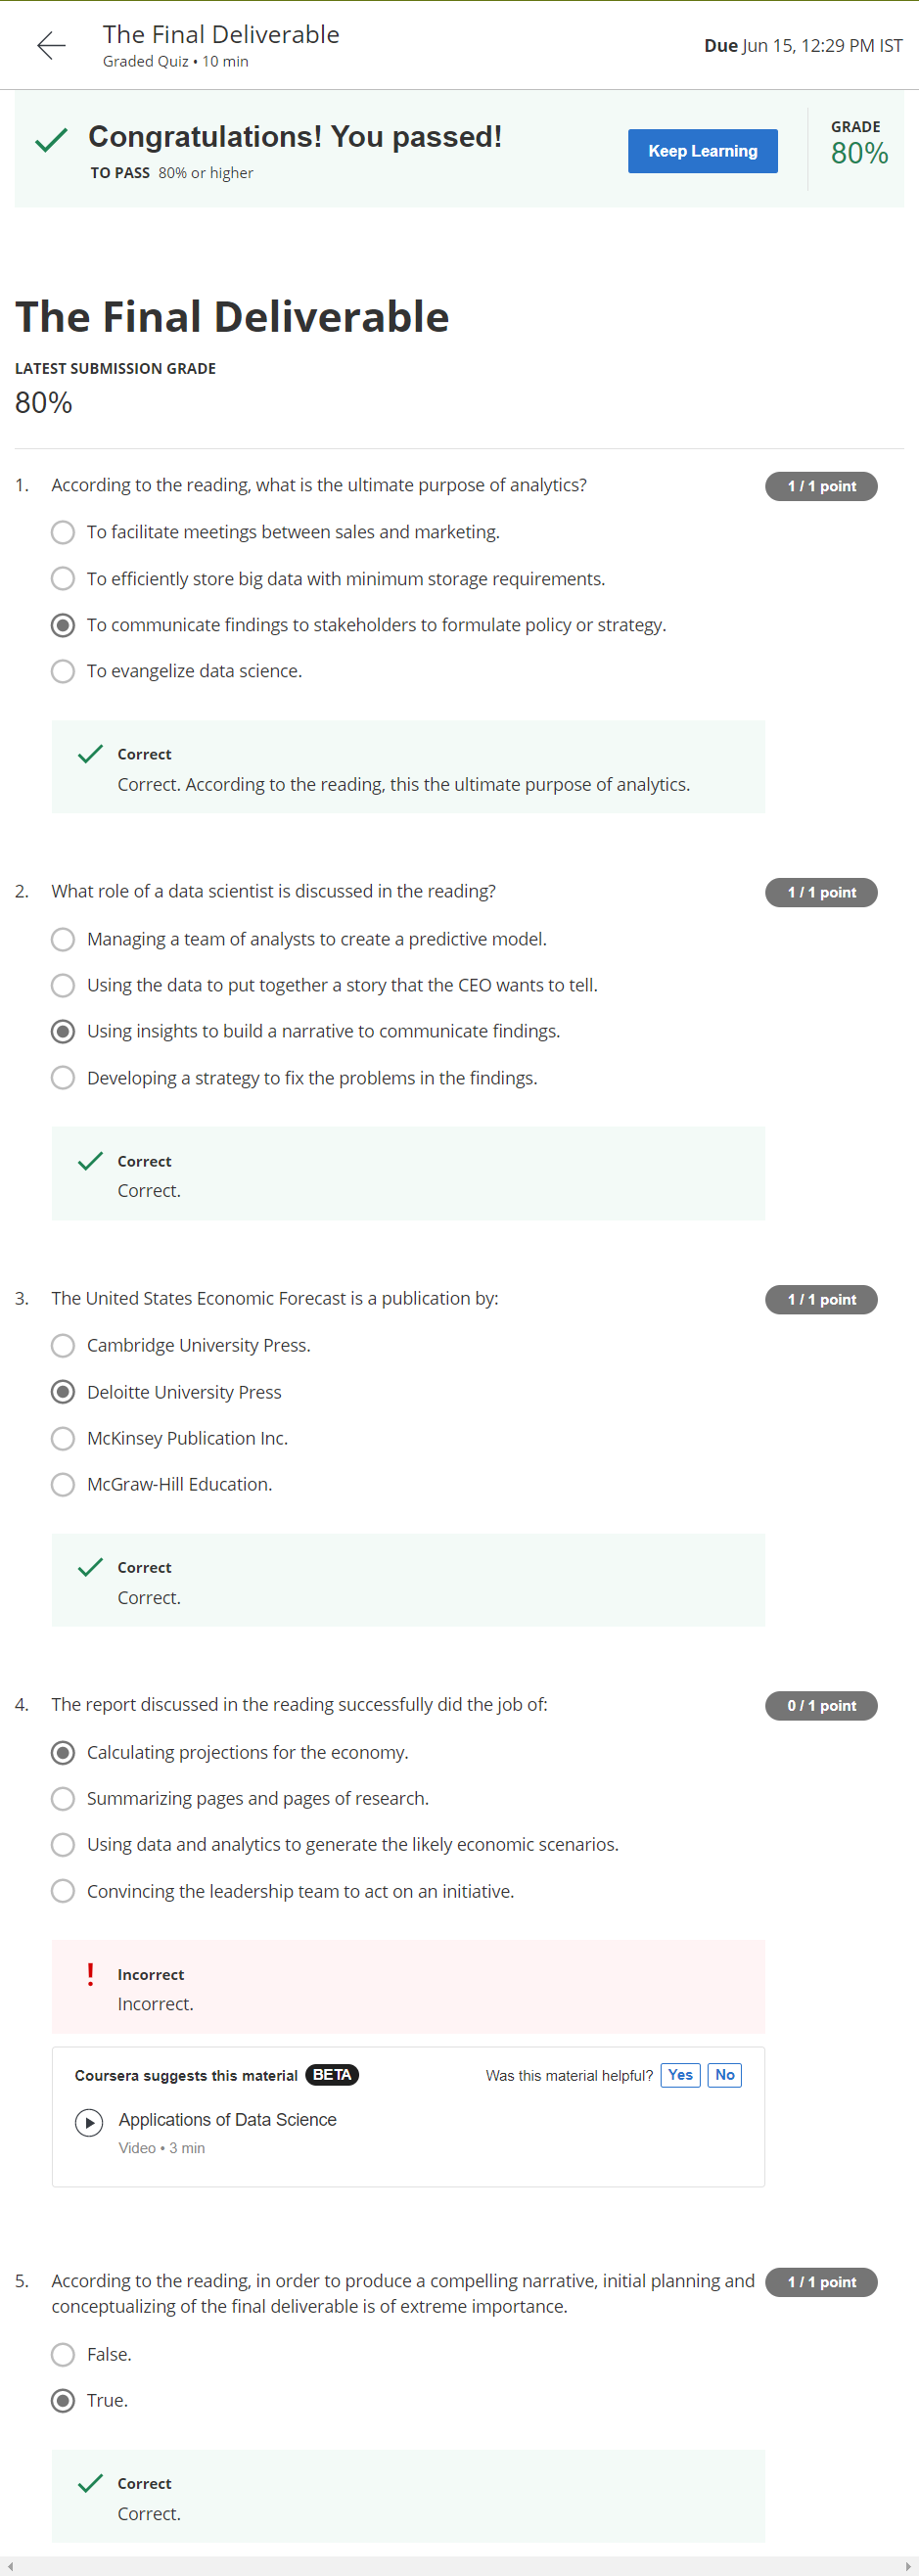 The Final Deliverable
Graded Quiz • 10 min
Due Jun 15, 12:29 PM IST
Congratulations! You passed!
TO PASS 80% or higher
Keep Learning
GRADE
80%
The Final Deliverable
LATEST SUBMISSION GRADE
80%
1. According to the reading, what is the ultimate purpose of analytics?
1 / 1 point
To facilitate meetings between sales and marketing.
To efficiently store big data with minimum storage requirements.
To communicate findings to stakeholders to formulate policy or strategy.
To evangelize data science.
Correct
Correct. According to the reading, this the ultimate purpose of analytics.
2. What role of a data scientist is discussed in the reading?
1 / 1 point
Managing a team of analysts to create a predictive model.
Using the data to put together a story that the CEO wants to tell.
Using insights to build a narrative to communicate findings.
Developing a strategy to fix the problems in the findings.
Correct
Correct.
3. The United States Economic Forecast is a publication by:
1 / 1 point
Cambridge University Press.
Deloitte University Press
McKinsey Publication Inc.
McGraw-Hill Education.
Correct
Correct.
4. The report discussed in the reading successfully did the job of:
0 / 1 point
Calculating projections for the economy.
Summarizing pages and pages of research.
Using data and analytics to generate the likely economic scenarios.
Convincing the leadership team to act on an initiative.
! Incorrect
Incorrect.
Coursera suggests this material BETA
Was this material helpful? Yes No
Applications of Data Science
Video • 3 min
5. According to the reading, in order to produce a compelling narrative, initial planning and
conceptualizing of the final deliverable is of extreme importance.
1 / 1 point
False.
True.
Correct
Correct.